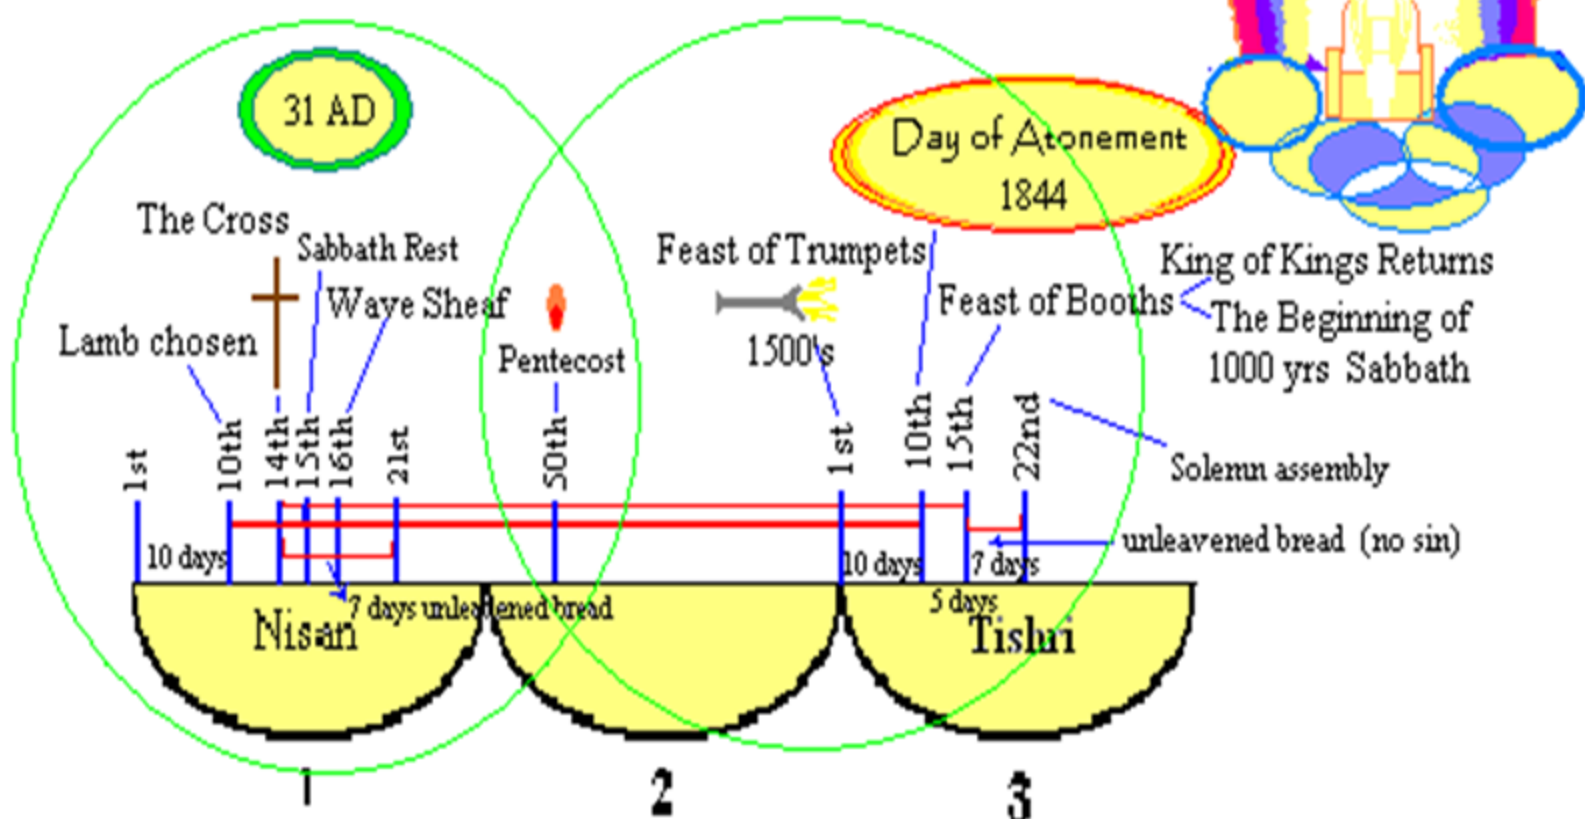 31 AD
Day of Atonement
1844
The Cross
Sabbath Rest
Wave Sheaf
Lamb chosen
Pentecost
Feast of Trumpets
1500's
Feast of Booths
King of Kings Returns
The Beginning of
1000 yrs Sabbath
Solemn assembly
unleavened bread (no sin)
1st
10th
14th
15th
16th
21st
50th
1st
10th
15th
22nd
10 days
10 days
7 days
5 days
7 days unleavened bread
Nisan
Tishri
1
2
3